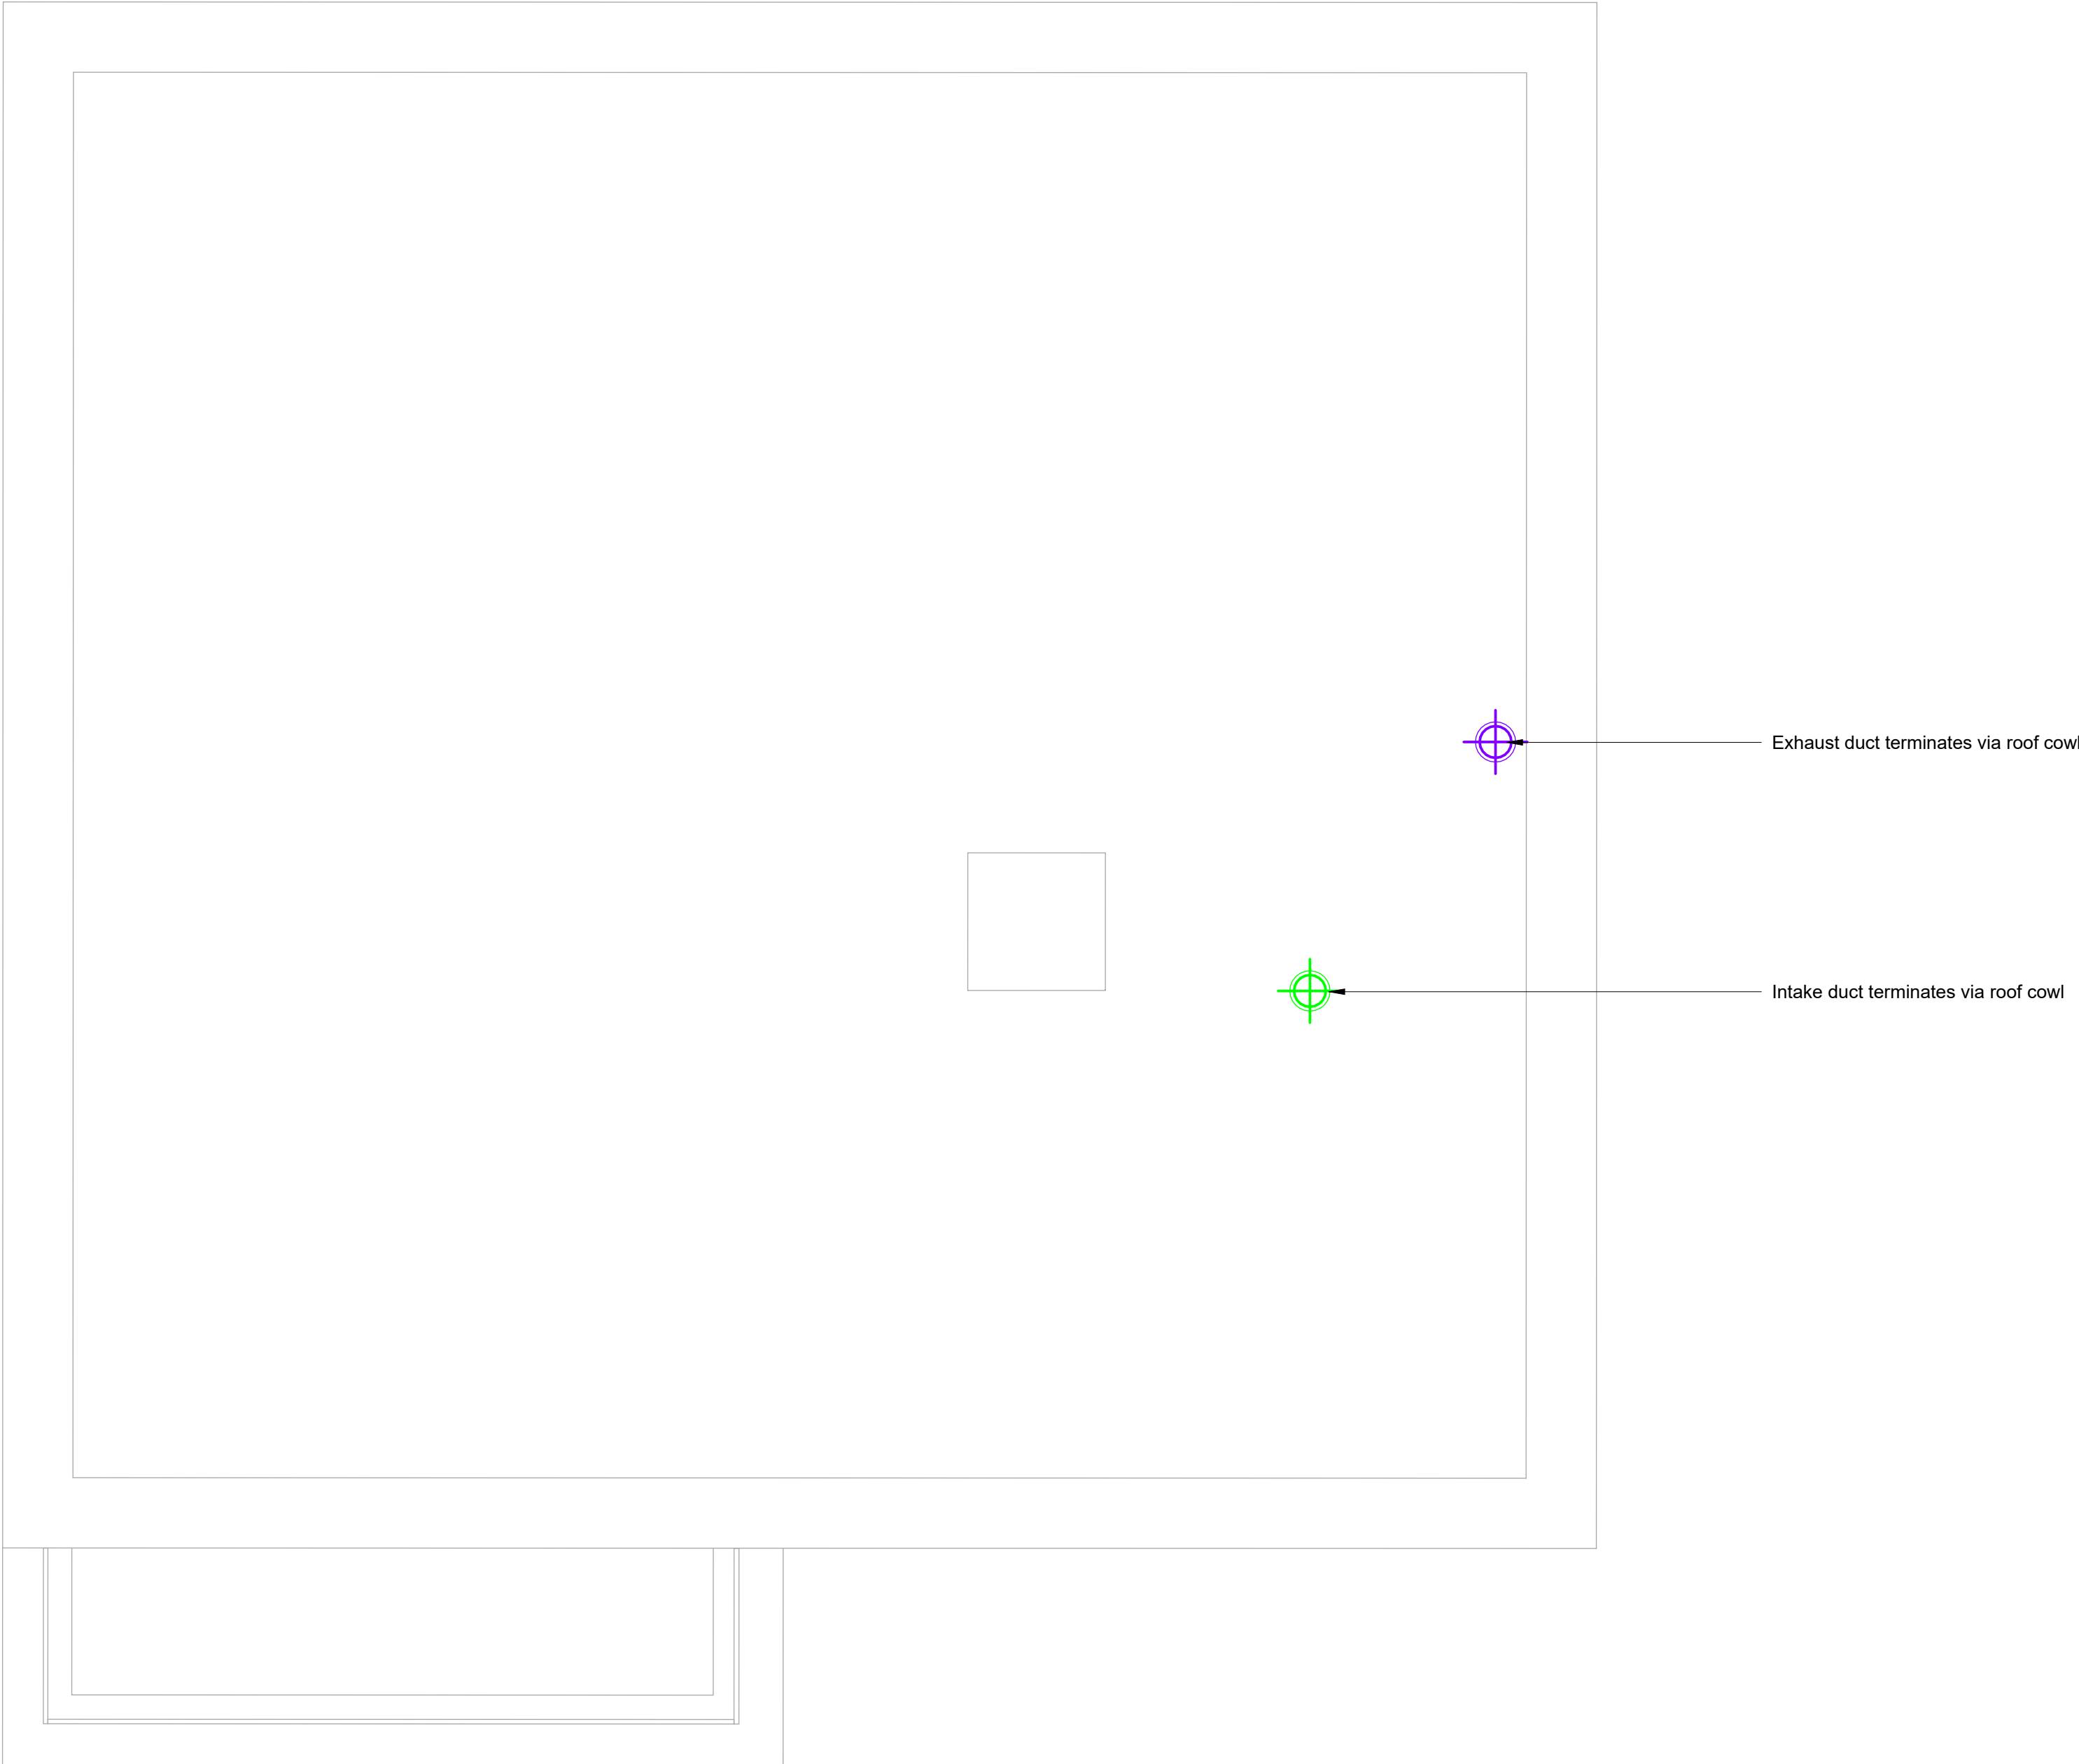 Exhaust duct terminates via roof cowl
Intake duct terminates via roof cowl